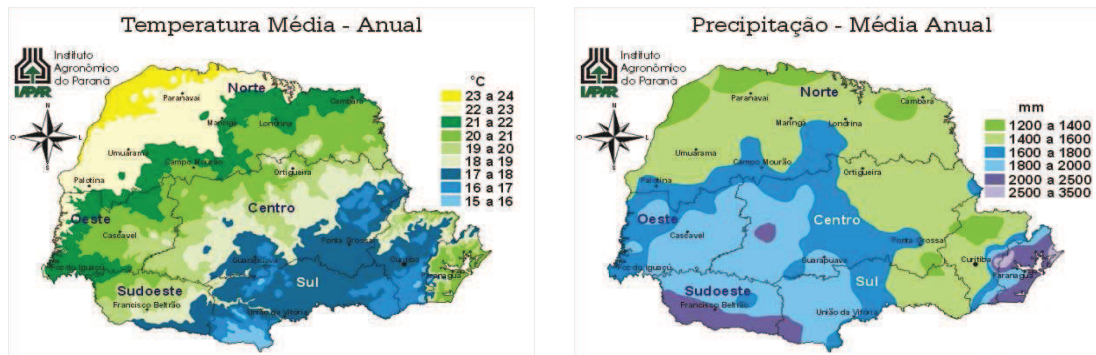 Temperatura Média - Anual
Instituto
Agronômico
do Paraná
IAPAR
N
O
L
S
°C
23 a 24
22 a 23
21 a 22
20 a 21
19 a 20
18 a 19
17 a 18
16 a 17
15 a 16
Norte
Paranavaí
Cambará
Maringá
Londrina
Umuarama
Campo Mourão
Ortigueira
Palotina
Centro
Oeste
Cascavel
Ponta Grossa
Guarapuava
Curitiba
Foz do Iguaçu
Paranaguá
Sul
Sudoeste
Francisco Beltrão
União da Vitória
Precipitação - Média Anual
Instituto
Agronômico
do Paraná
IAPAR
N
O
L
S
mm
1200 a 1400
1400 a 1600
1600 a 1800
1800 a 2000
2000 a 2500
2500 a 3500
Norte
Paranavaí
Cambará
Maringá
Londrina
Umuarama
Campo Mourão
Ortigueira
Palotina
Oeste
Centro
Cascavel
Ponta Grossa
Guarapuava
Curitiba
Foz do Iguaçu
Paranaguá
Sul
Sudoeste
Francisco Beltrão
União da Vitória